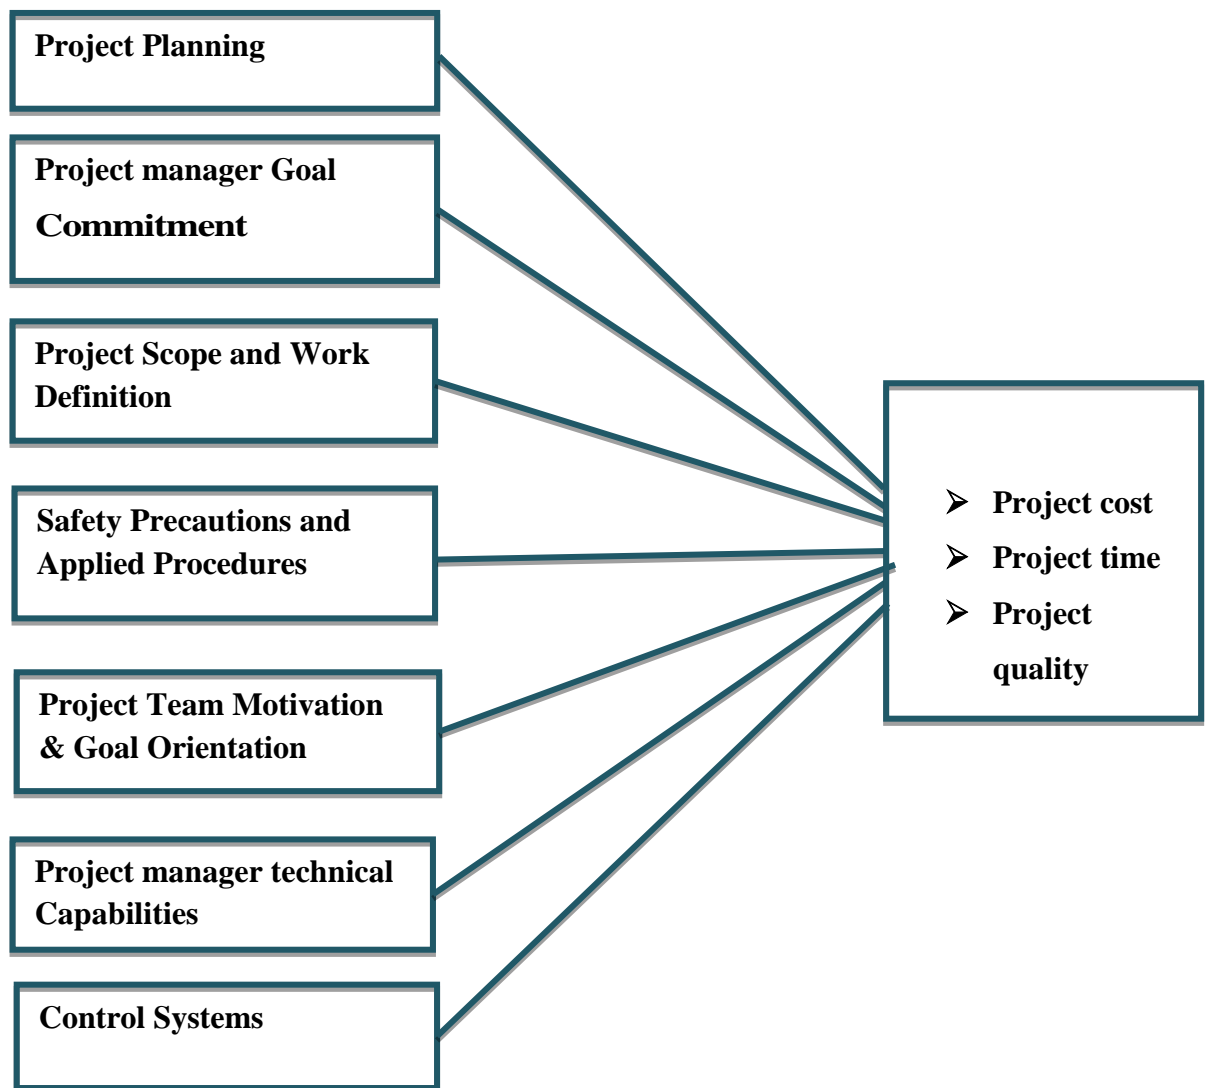 Project Planning
Project manager Goal
Commitment
Project Scope and Work
Definition
Safety Precautions and
Applied Procedures
Project Team Motivation
& Goal Orientation
Project manager technical
Capabilities
Control Systems
➢ Project cost
➢ Project time
➢ Project
quality